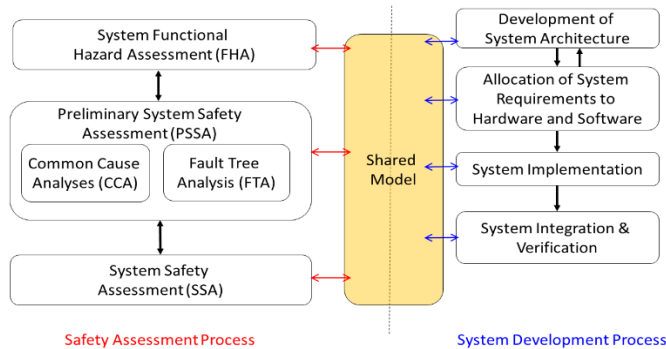 System Functional
Hazard Assessment (FHA)
Preliminary System Safety
Assessment (PSSA)
Common Cause
Analyses (CCA)
Fault Tree
Analysis (FTA)
System Safety
Assessment (SSA)
Safety Assessment Process
Shared
Model
Development of
System Architecture
Allocation of System
Requirements to
Hardware and Software
System Implementation
System Integration &
Verification
System Development Process